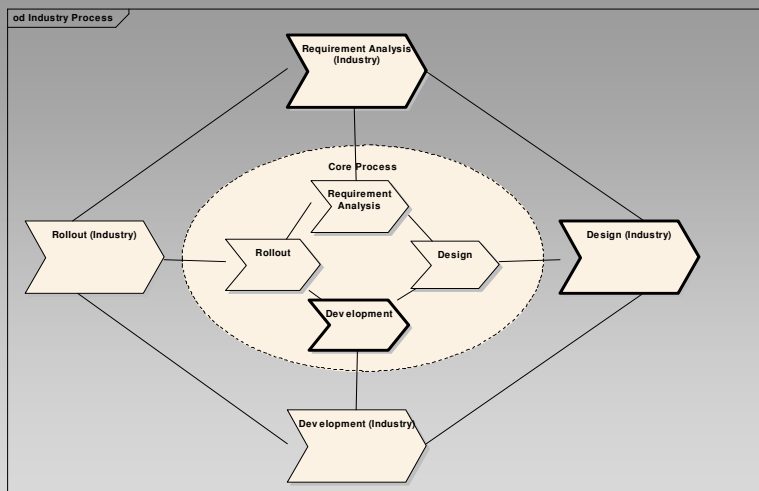 od Industry Process
Requirement Analysis
(Industry)
Core Process
Requirement
Analysis
Rollout (Industry)
Rollout
Design
Design (Industry)
Development
Development (Industry)